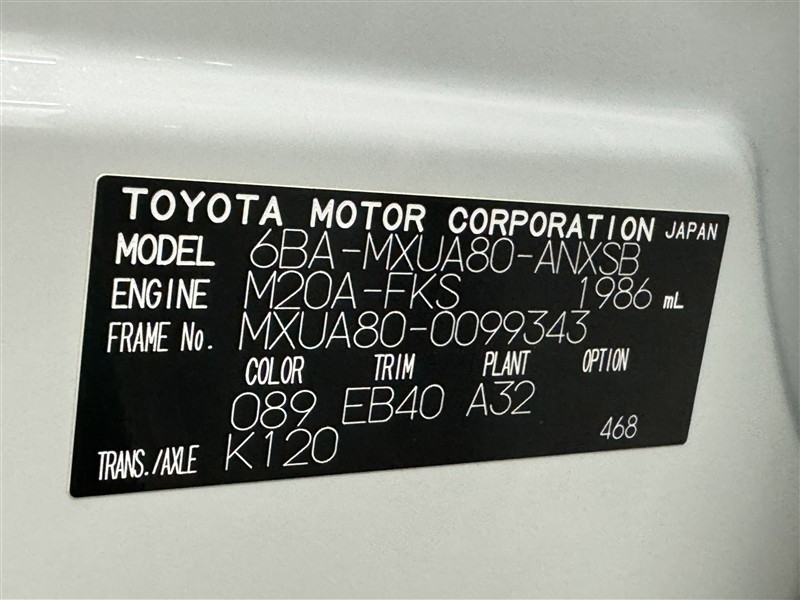 TOYOTA MOTOR CORPORATION JAPAN
MODEL 6BA-MXUA80-ANXSB
ENGINE M20A-FKS 1986 mL
FRAME No. MXUA80-0099343
COLOR TRIM PLANT OPTION
089 EB40 A32
TRANS./AXLE K120 468